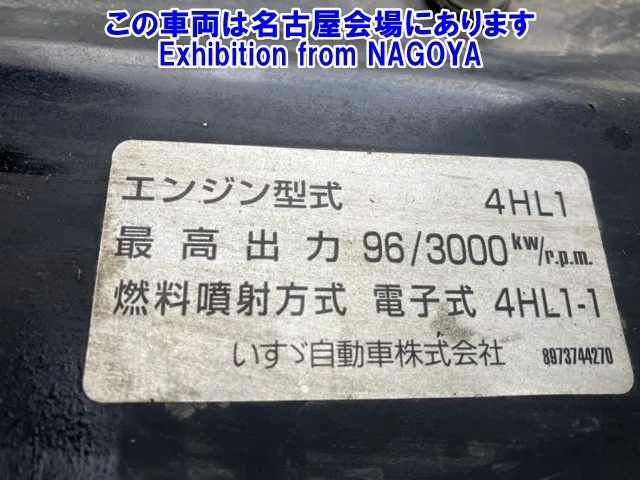 この車両は名古屋会場にあります
Exhibition from NAGOYA
エンジン型式 4HL1
最高出力 96/3000 kw/r.p.m.
燃料噴射方式 電子式 4HL1-1
いすゞ自動車株式会社 8973744270